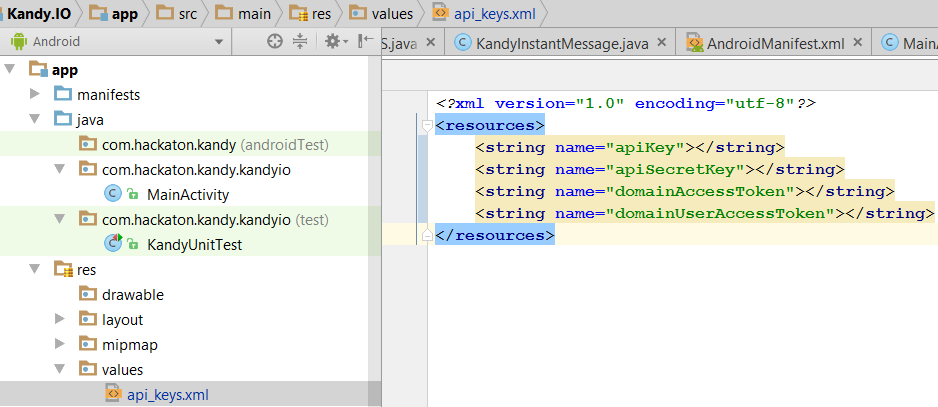 Kandy.IO app src main res values api_keys.xml
Android
S.java KandyInstantMessage.java AndroidManifest.xml MainA
app
manifests
java
com.hackaton.kandy (androidTest)
com.hackaton.kandy.kandyio
MainActivity
com.hackaton.kandy.kandyio (test)
KandyUnitTest
res
drawable
layout
mipmap
values
api_keys.xml
<?xml version="1.0" encoding="utf-8"?>
<resources>
<string name="apiKey"></string>
<string name="apiSecretKey"></string>
<string name="domainAccessToken"></string>
<string name="domainUserAccessToken"></string>
</resources>